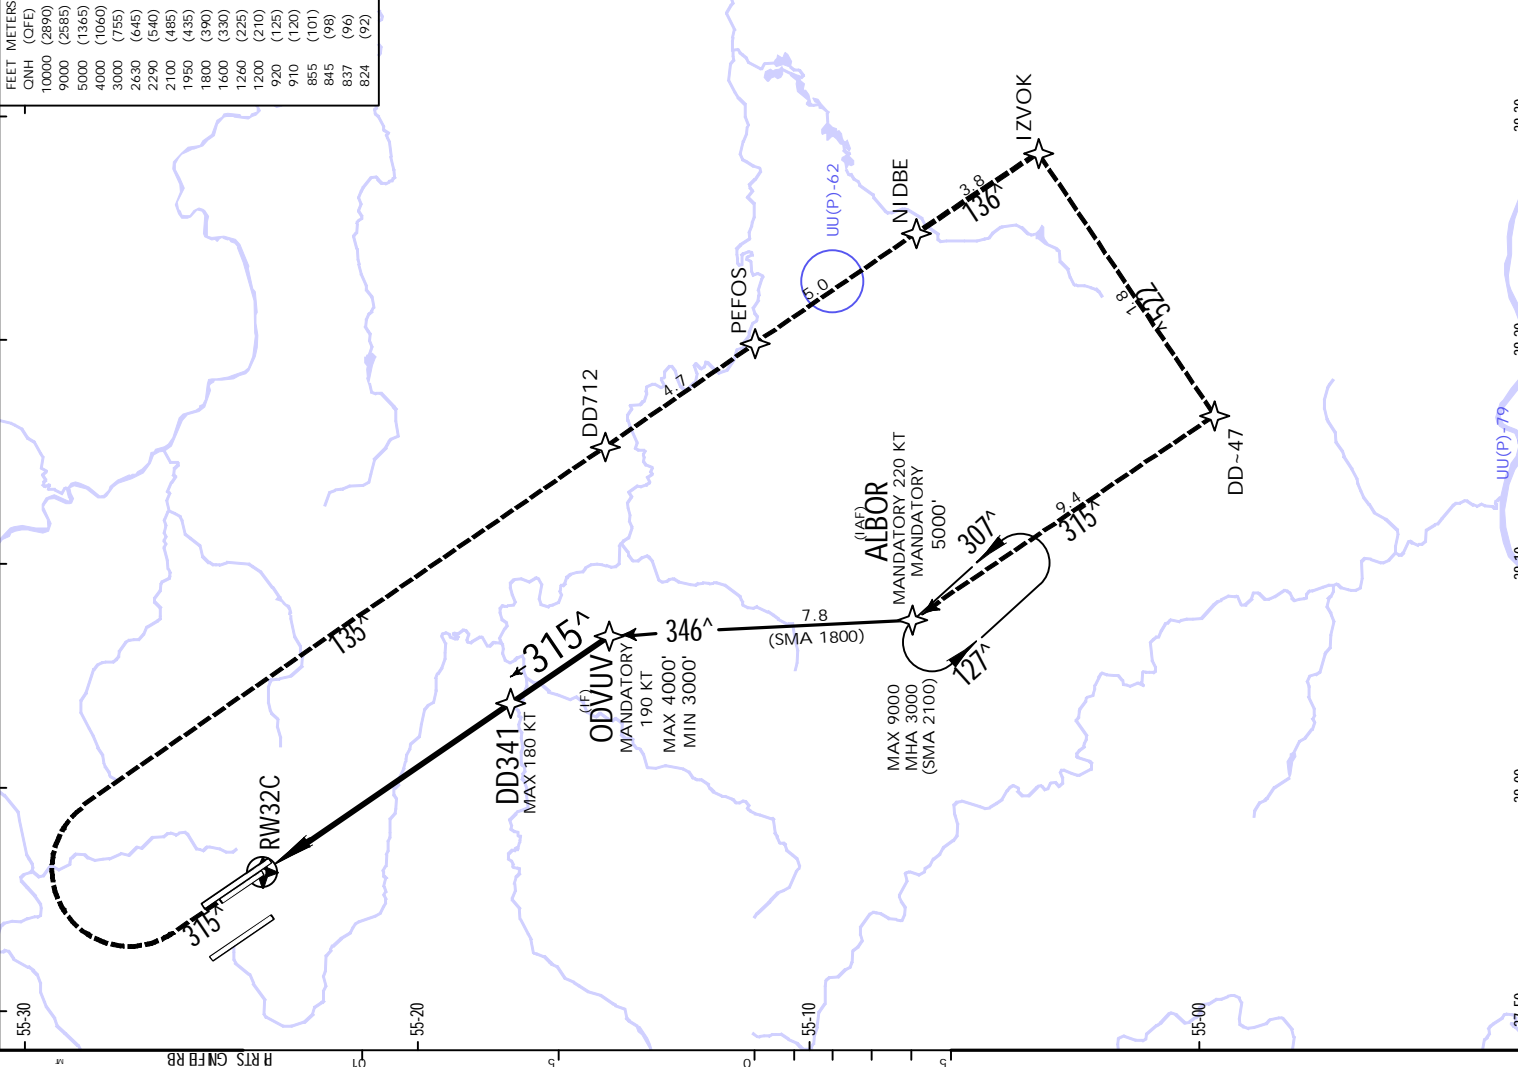 FEET METERS
QNH (QFE)
10000 (2890)
9000 (2585)
5000 (1365)
4000 (1060)
3000 (755)
2630 (645)
2290 (540)
2100 (485)
1950 (435)
1800 (390)
1600 (330)
1260 (225)
1200 (210)
920 (125)
910 (120)
855 (101)
845 (98)
837 (96)
824 (92)
IZVOK
3.8
136^
NIDBE
UU(P)-62
5.0
PEFOS
4.7
DD712
135^
1.8
DD~47
UU(P)-79
9.4
315^
(IAF)
ALBOR
MANDATORY 220 KT
MANDATORY
5000'
307^
127^
MAX 9000
MHA 3000
(SMA 2100)
7.8
(SMA 1800)
346^
315^
(IF)
ODVUV
MANDATORY
190 KT
MAX 4000'
MIN 3000'
DD341
MAX 180 KT
RW32C
315^
55-30
55-20
55-10
55-00